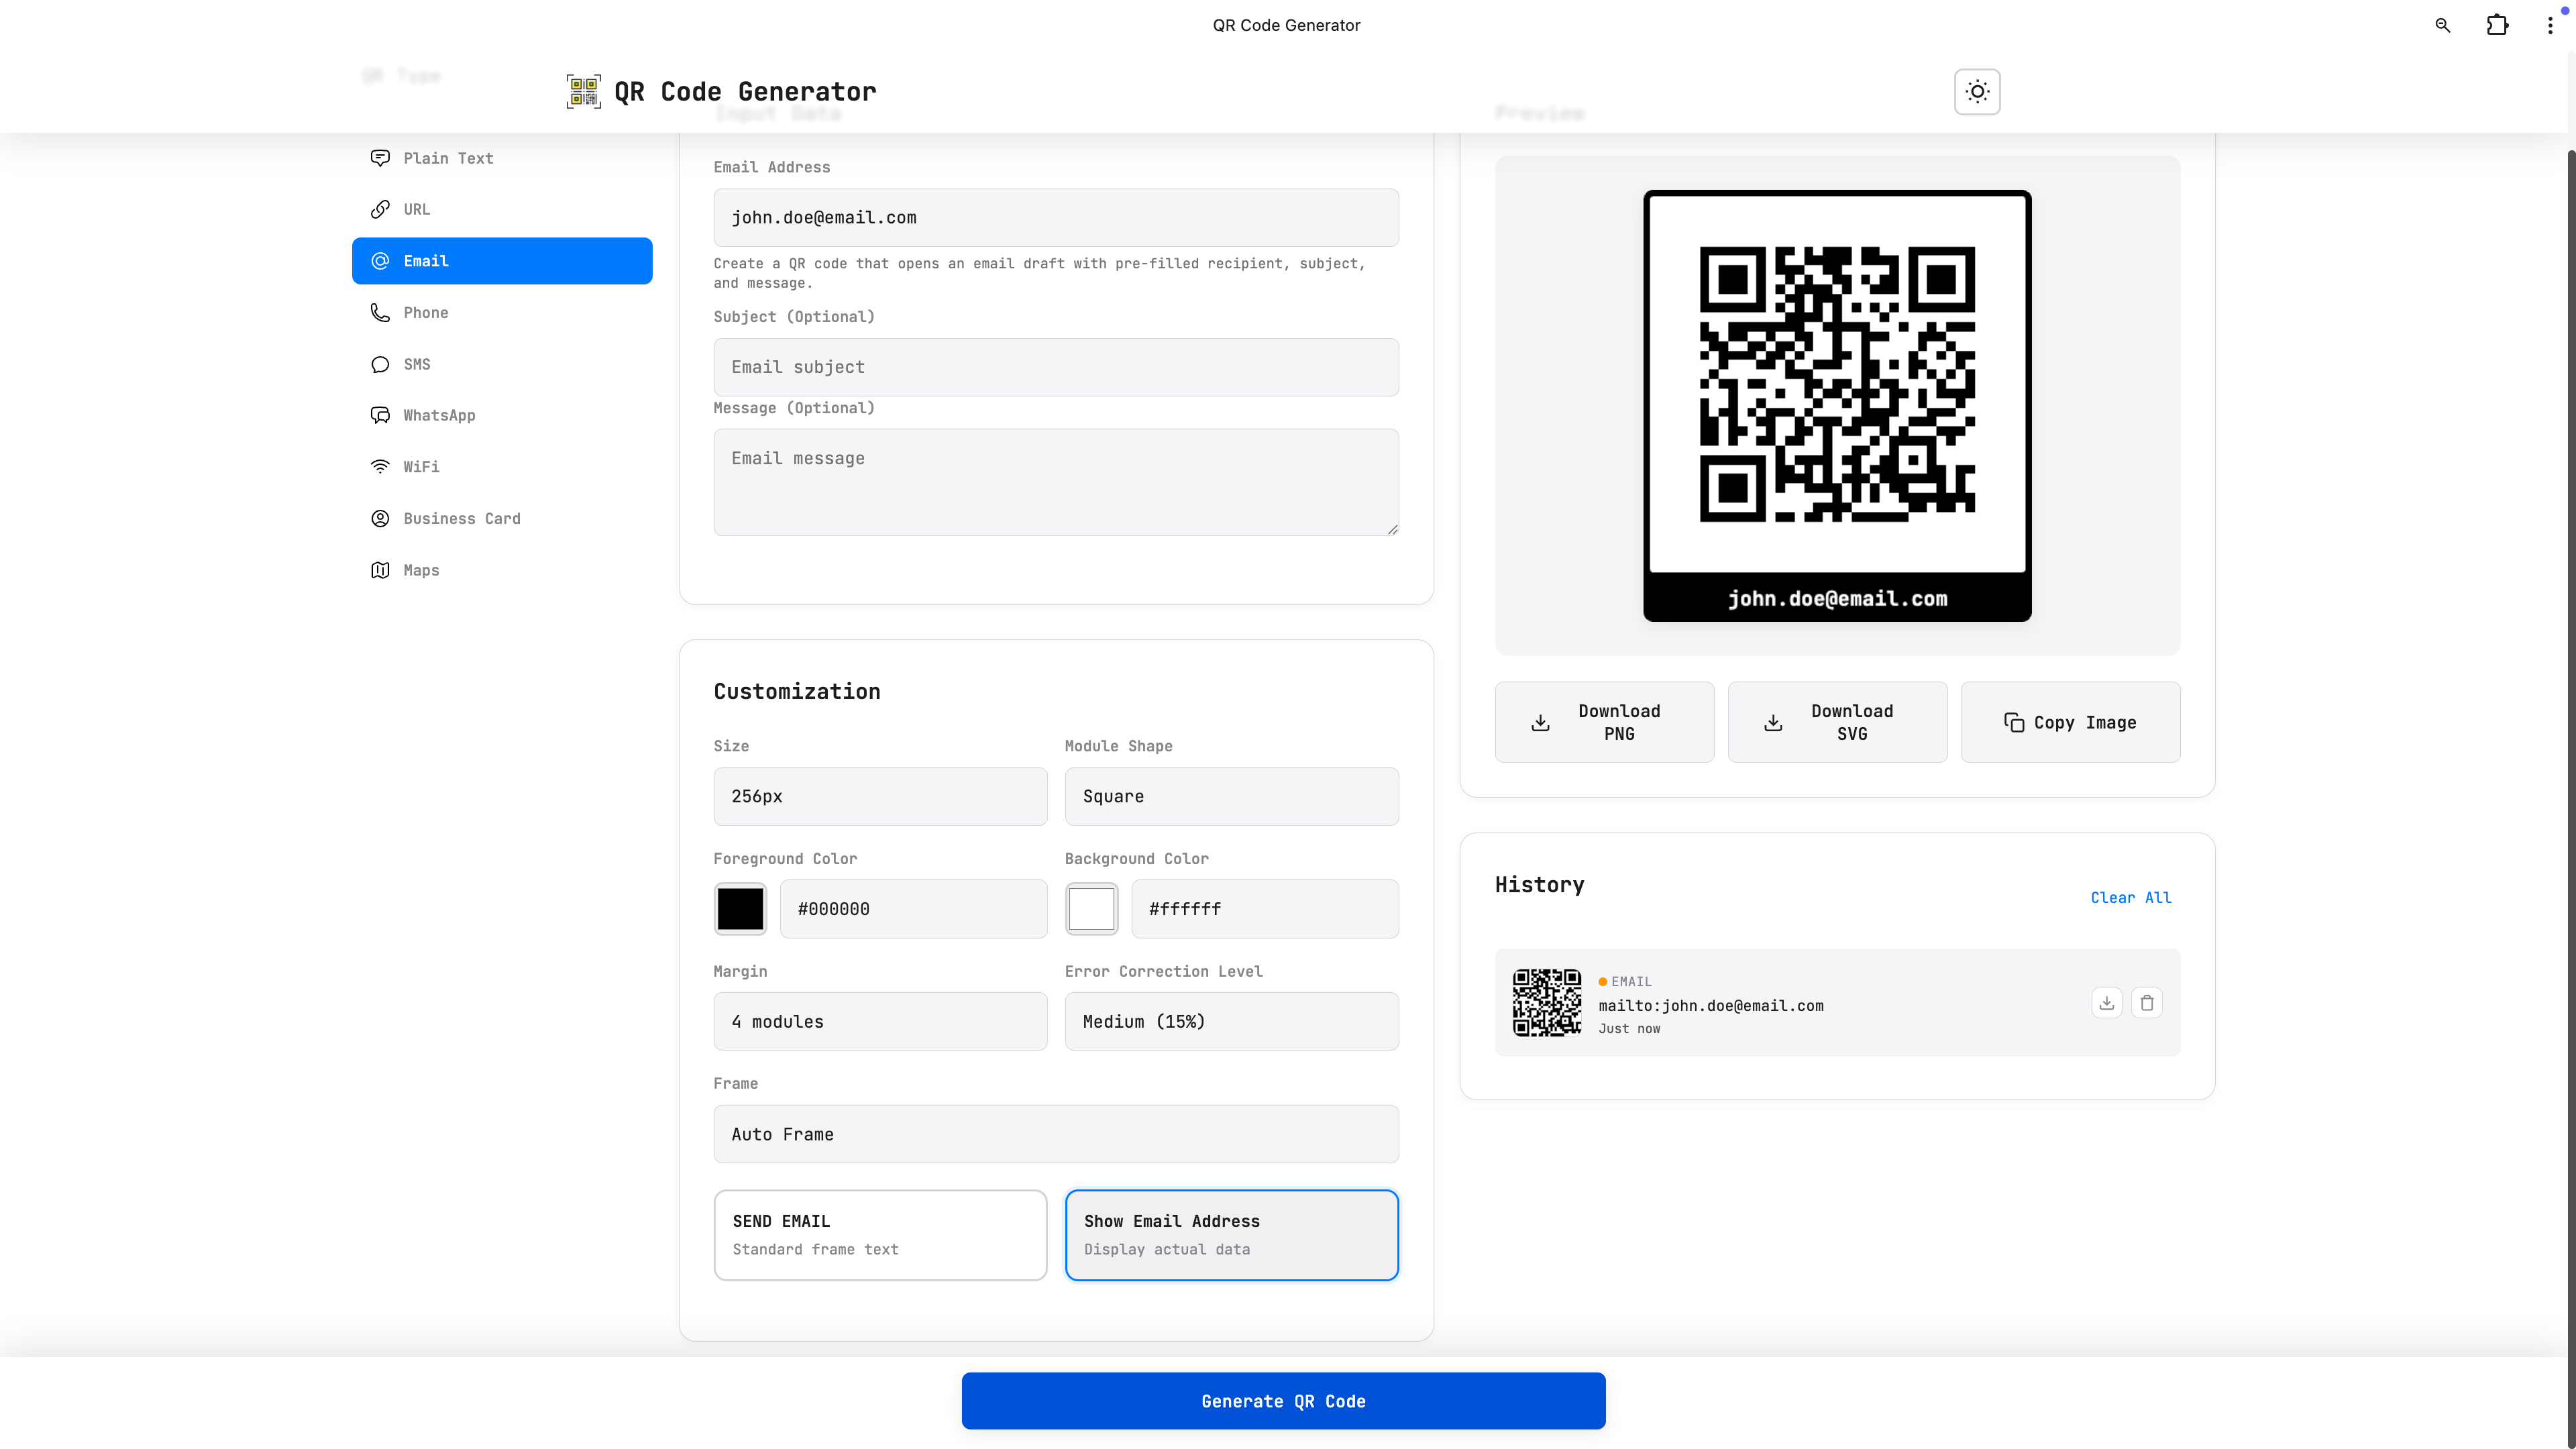 QR Code Generator
QR Code Generator
QR Type
Plain Text
URL
Email
Phone
SMS
WhatsApp
WiFi
Business Card
Maps
Input Data
Email Address
john.doe@email.com
Create a QR code that opens an email draft with pre-filled recipient, subject,
and message.
Subject (Optional)
Email subject
Message (Optional)
Email message
Customization
Size
Module Shape
256px
Square
Foreground Color
Background Color
#000000
#ffffff
Margin
Error Correction Level
4 modules
Medium (15%)
Frame
Auto Frame
SEND EMAIL
Standard frame text
Show Email Address
Display actual data
Preview
john.doe@email.com
Download
PNG
Download
SVG
Copy Image
History
Clear All
EMAIL
mailto:john.doe@email.com
Just now
Generate QR Code